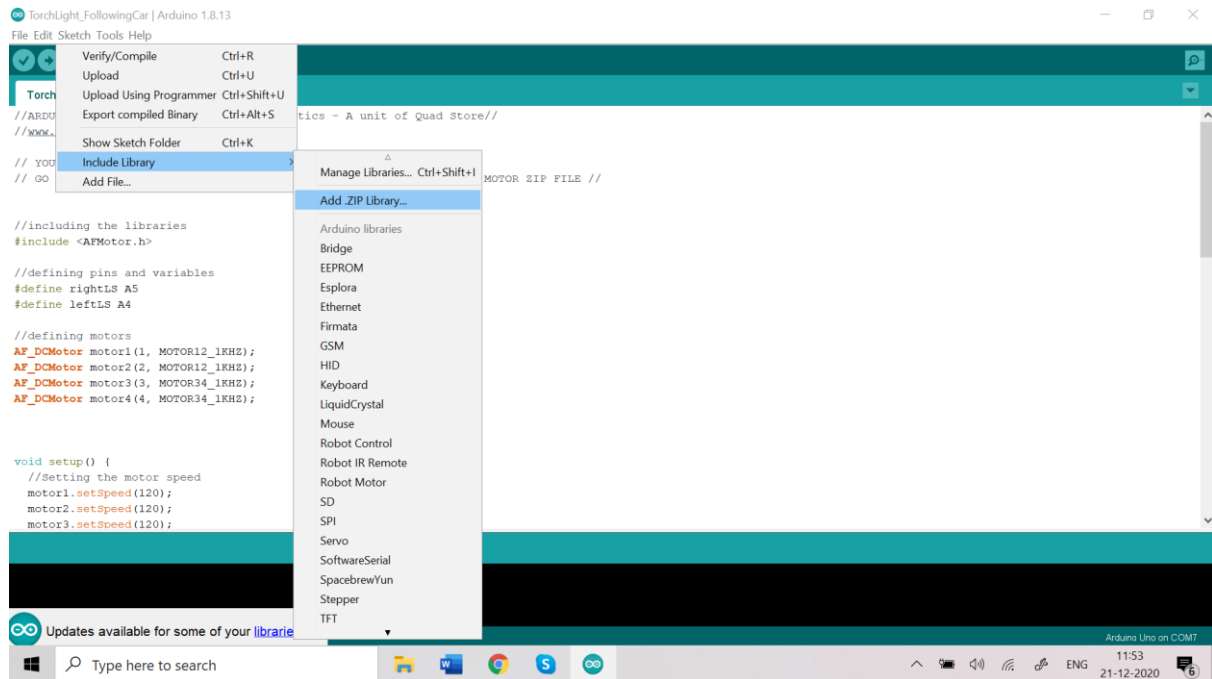 TorchLight_FollowingCar | Arduino 1.8.13
File Edit Sketch Tools Help
Verify/Compile Ctrl+R
Upload Ctrl+U
Upload Using Programmer Ctrl+Shift+U
Export compiled Binary Ctrl+Alt+S
Show Sketch Folder Ctrl+K
Include Library
Add File...
Manage Libraries... Ctrl+Shift+I
Add .ZIP Library...
Arduino libraries
Bridge
EEPROM
Esplora
Ethernet
Firmata
GSM
HID
Keyboard
LiquidCrystal
Mouse
Robot Control
Robot IR Remote
Robot Motor
SD
SPI
Servo
SoftwareSerial
SpacebrewYun
Stepper
TFT
Torch
//ARDU tics - A unit of Quad Store//
//www.
// YOU
// GO MOTOR ZIP FILE //
//including the libraries
#include <AFMotor.h>
//defining pins and variables
#define rightLS A5
#define leftLS A4
//defining motors
AF_DCMotor motor1(1, MOTOR12_1KHZ);
AF_DCMotor motor2(2, MOTOR12_1KHZ);
AF_DCMotor motor3(3, MOTOR34_1KHZ);
AF_DCMotor motor4(4, MOTOR34_1KHZ);
void setup() {
//Setting the motor speed
motor1.setSpeed(120);
motor2.setSpeed(120);
motor3.setSpeed(120);
Updates available for some of your librarie
Arduino Uno on COM7
Type here to search
ENG
11:53
21-12-2020
6